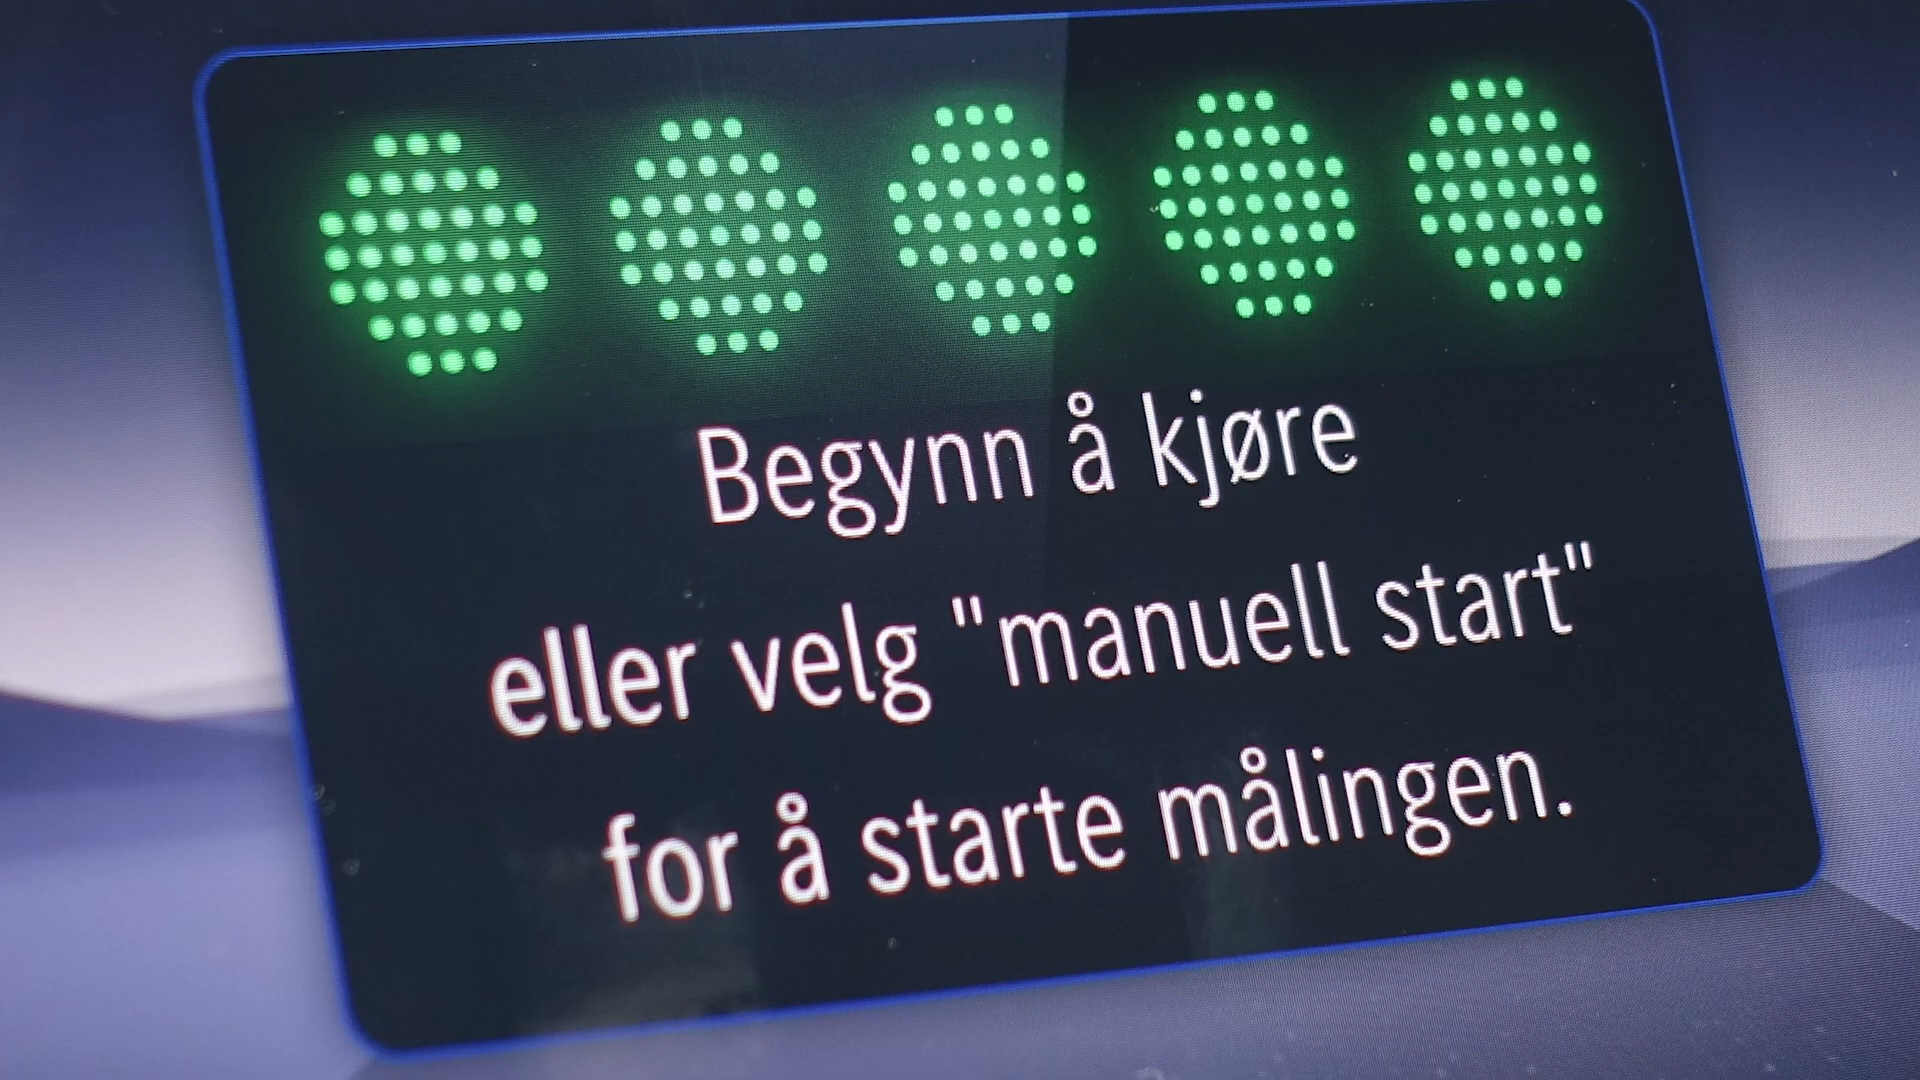 Begynn å kjøre
eller velg "manuell start"
for å starte målingen.